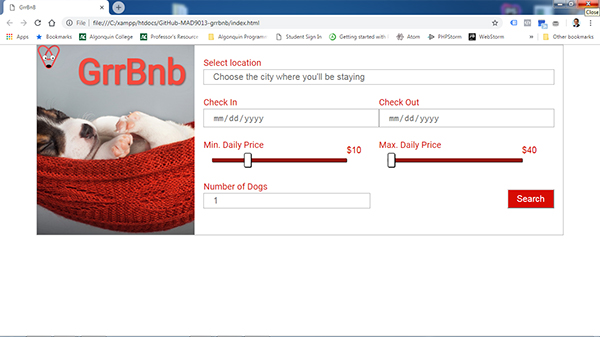 GrrBnB
Close
File | file:///C:/xampp/htdocs/GitHub-MAD9013-grrbnb/index.html
Apps Bookmarks Algonquin College Professor's Resource Algonquin Program Student Sign In Getting started with Atom PHPStorm WebStorm » Other bookmarks
GrrBnb
Select location
Choose the city where you'll be staying
Check In Check Out
mm/dd/yyyy mm/dd/yyyy
Min. Daily Price $10 Max. Daily Price $40
Number of Dogs
1
Search